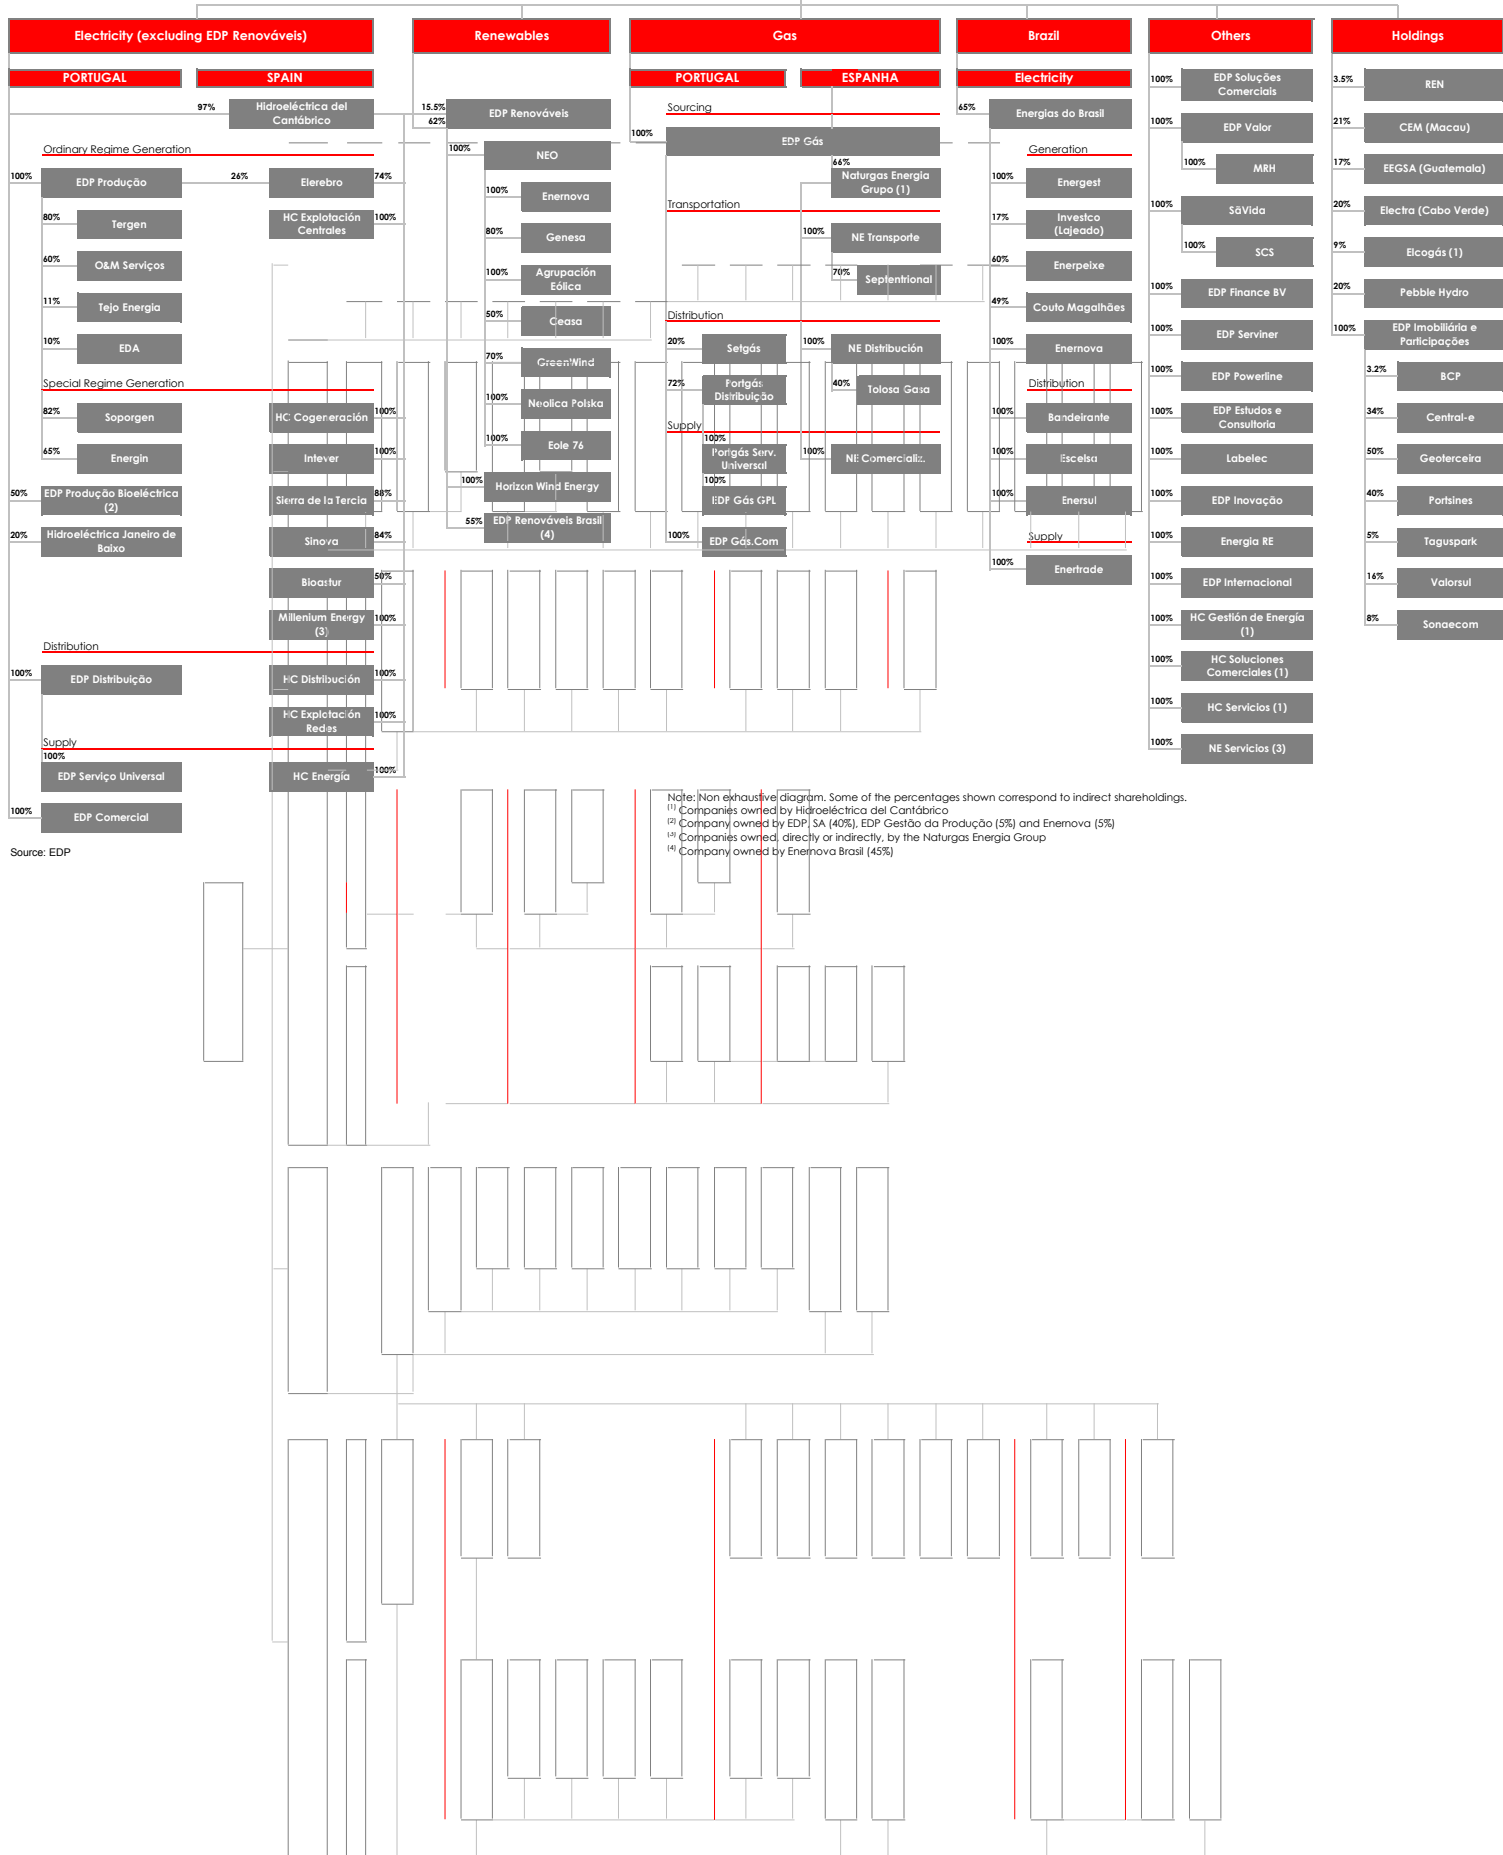 Electricity (excluding EDP Renováveis)
PORTUGAL
SPAIN
97%
Hidroeléctrica del
Cantábrico
Ordinary Regime Generation
100%
EDP Produção
26%
Elerebro
74%
80%
Tergen
HC Explotación
Centrales
100%
60%
O&M Serviços
11%
Tejo Energia
10%
EDA
Special Regime Generation
82%
Soporgen
HC Cogeneración
100%
65%
Energin
Intever
100%
50%
EDP Produção Bioeléctrica
(2)
Sierra de la Tercia
88%
20%
Hidroeléctrica Janeiro de
Baixo
Sinova
84%
Bioastur
50%
Millenium Energy
(3)
100%
Distribution
100%
EDP Distribuição
HC Distribución
100%
HC Explotación
Redes
100%
Supply
100%
EDP Serviço Universal
HC Energía
100%
100%
EDP Comercial
Source: EDP
Renewables
15.5%
62%
EDP Renováveis
100%
NEO
100%
Enernova
80%
Genesa
100%
Agrupación
Eólica
50%
Ceasa
70%
GreenWind
100%
Neolica Polska
100%
Eole 76
100%
Horizon Wind Energy
55%
EDP Renováveis Brasil
(4)
Gas
PORTUGAL
ESPANHA
Sourcing
100%
EDP Gás
66%
Naturgas Energia
Grupo (1)
Transportation
100%
NE Transporte
70%
Septentrional
Distribution
20%
Setgás
100%
NE Distribución
72%
Portgás
Distribuição
40%
Tolosa Gasa
Supply
100%
Portgás Serv.
Universal
100%
NE Comercializ.
100%
EDP Gás GPL
100%
EDP Gás.Com
Brazil
Electricity
65%
Energias do Brasil
Generation
100%
Energest
17%
Investco
(Lajeado)
60%
Enerpeixe
49%
Couto Magalhães
100%
Enernova
Distribution
100%
Bandeirante
100%
Escelsa
100%
Enersul
Supply
100%
Enertrade
Others
100%
EDP Soluções
Comerciais
100%
EDP Valor
100%
MRH
100%
SãVida
100%
SCS
100%
EDP Finance BV
100%
EDP Serviner
100%
EDP Powerline
100%
EDP Estudos e
Consultoria
100%
Labelec
100%
EDP Inovação
100%
Energia RE
100%
EDP Internacional
100%
HC Gestión de Energía
(1)
100%
HC Soluciones
Comerciales (1)
100%
HC Servicios (1)
100%
NE Servicios (3)
Holdings
3.5%
REN
21%
CEM (Macau)
17%
EEGSA (Guatemala)
20%
Electra (Cabo Verde)
9%
Elcogás (1)
20%
Pebble Hydro
100%
EDP Imobiliária e
Participações
3.2%
BCP
34%
Central-e
50%
Geoterceira
40%
Portsines
5%
Taguspark
16%
Valorsul
8%
Sonaecom
Note: Non exhaustive diagram. Some of the percentages shown correspond to indirect shareholdings.
(1) Companies owned by Hidroeléctrica del Cantábrico
(2) Company owned by EDP, SA (40%), EDP Gestão da Produção (5%) and Enernova (5%)
(3) Companies owned, directly or indirectly, by the Naturgas Energia Group
(4) Company owned by Enernova Brasil (45%)